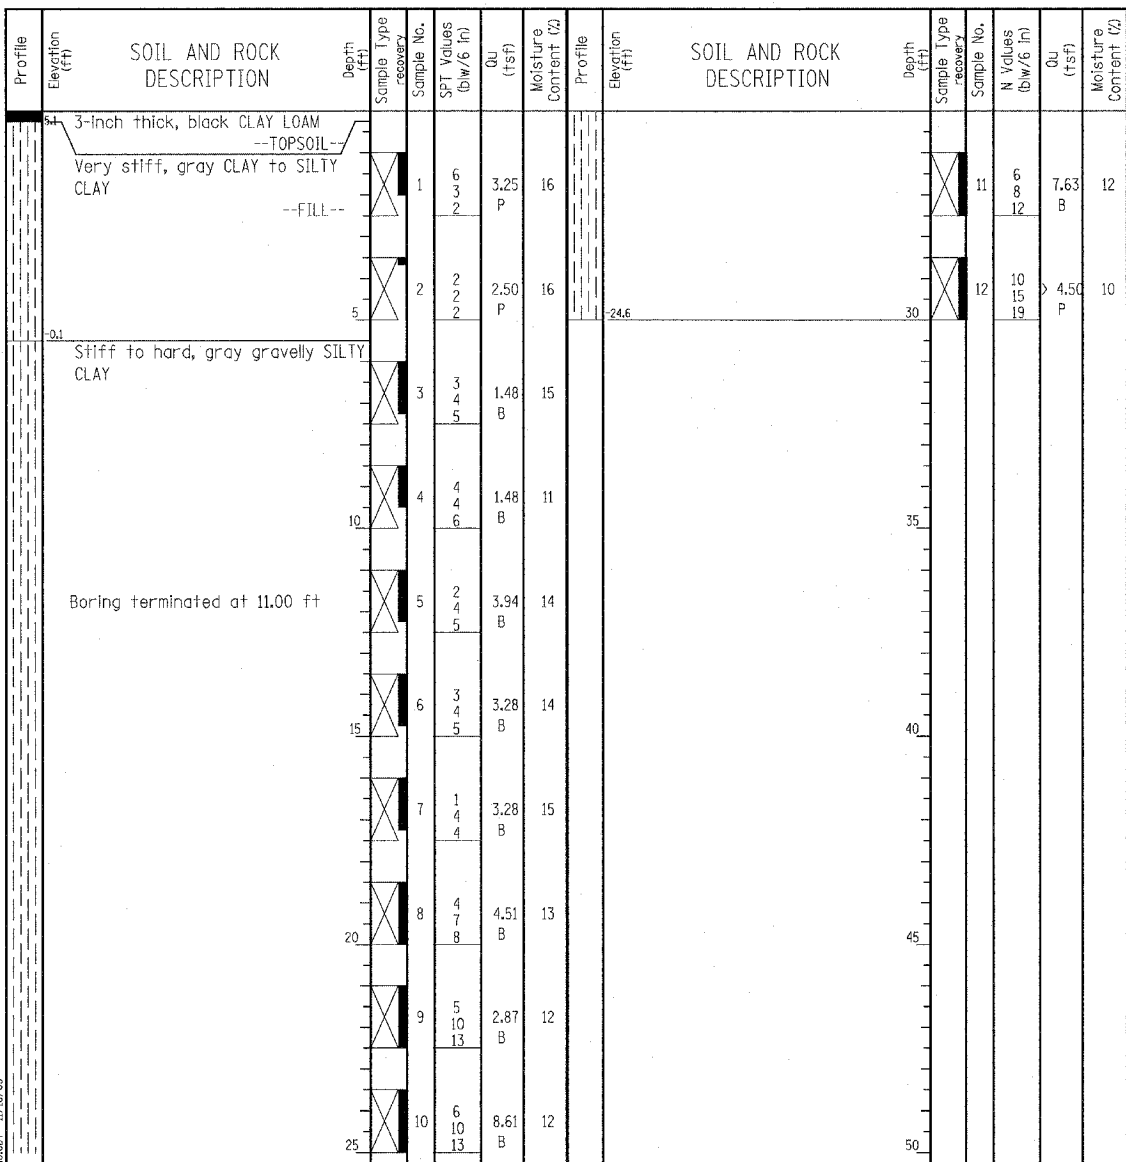 Profile
Elevation (ft)
SOIL AND ROCK
DESCRIPTION
Depth (ft)
Sample Type
recovery
Sample No.
SPT Values
(blw/6 in)
Qu
(tsf)
Moisture
Content (%)
Profile
Elevation (ft)
SOIL AND ROCK
DESCRIPTION
Depth (ft)
Sample Type
recovery
Sample No.
N Values
(blw/6 in)
Qu
(tsf)
Moisture
Content (%)
5.1 3-inch thick, black CLAY LOAM
--TOPSOIL--
Very stiff, gray CLAY to SILTY
CLAY
--FILL--
1 6 3 2 3.25 P 16
2 2 2 2 2.50 P 16
5
-0.1
Stiff to hard, gray gravelly SILTY
CLAY
3 3 4 5 1.48 B 15
4 4 4 6 1.48 B 11
10
Boring terminated at 11.00 ft
5 2 4 5 3.94 B 14
6 3 4 5 3.28 B 14
15
7 1 4 4 3.28 B 15
8 4 7 8 4.51 B 13
20
9 5 10 13 2.87 B 12
10 6 10 13 8.61 B 12
25
11 6 8 12 7.63 B 12
12 10 15 19 > 4.50 P 10
-24.6
30
35
40
45
50